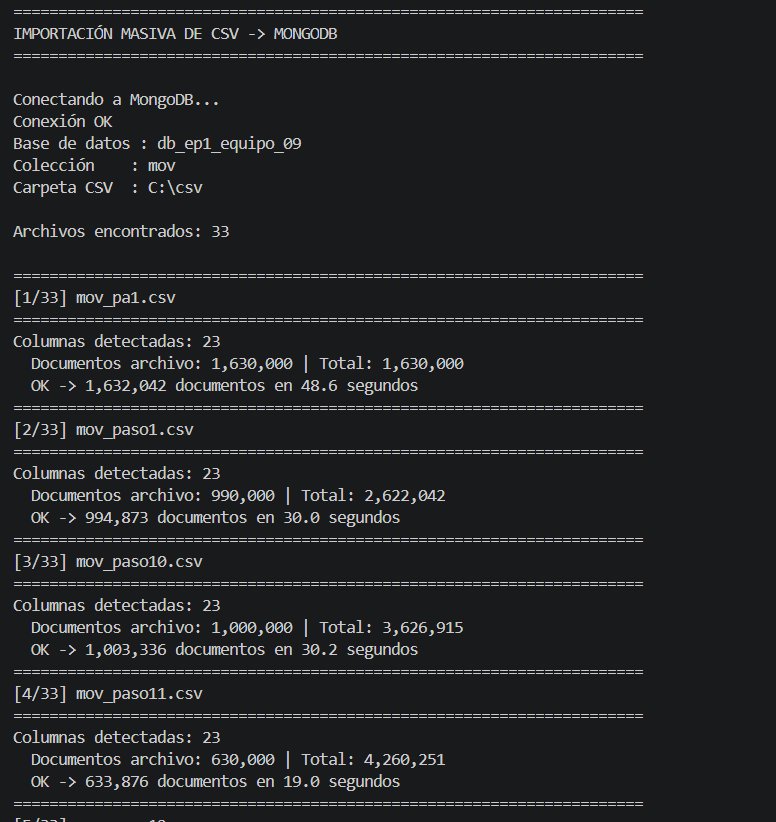 ======================================================================
IMPORTACIÓN MASIVA DE CSV -> MONGODB
======================================================================
Conectando a MongoDB...
Conexión OK
Base de datos : db_ep1_equipo_09
Colección    : mov
Carpeta CSV  : C:\csv
Archivos encontrados: 33
======================================================================
[1/33] mov_pa1.csv
======================================================================
Columnas detectadas: 23
  Documentos archivo: 1,630,000 | Total: 1,630,000
  OK -> 1,632,042 documentos en 48.6 segundos
======================================================================
[2/33] mov_paso1.csv
======================================================================
Columnas detectadas: 23
  Documentos archivo: 990,000 | Total: 2,622,042
  OK -> 994,873 documentos en 30.0 segundos
======================================================================
[3/33] mov_paso10.csv
======================================================================
Columnas detectadas: 23
  Documentos archivo: 1,000,000 | Total: 3,626,915
  OK -> 1,003,336 documentos en 30.2 segundos
======================================================================
[4/33] mov_paso11.csv
======================================================================
Columnas detectadas: 23
  Documentos archivo: 630,000 | Total: 4,260,251
  OK -> 633,876 documentos en 19.0 segundos
======================================================================